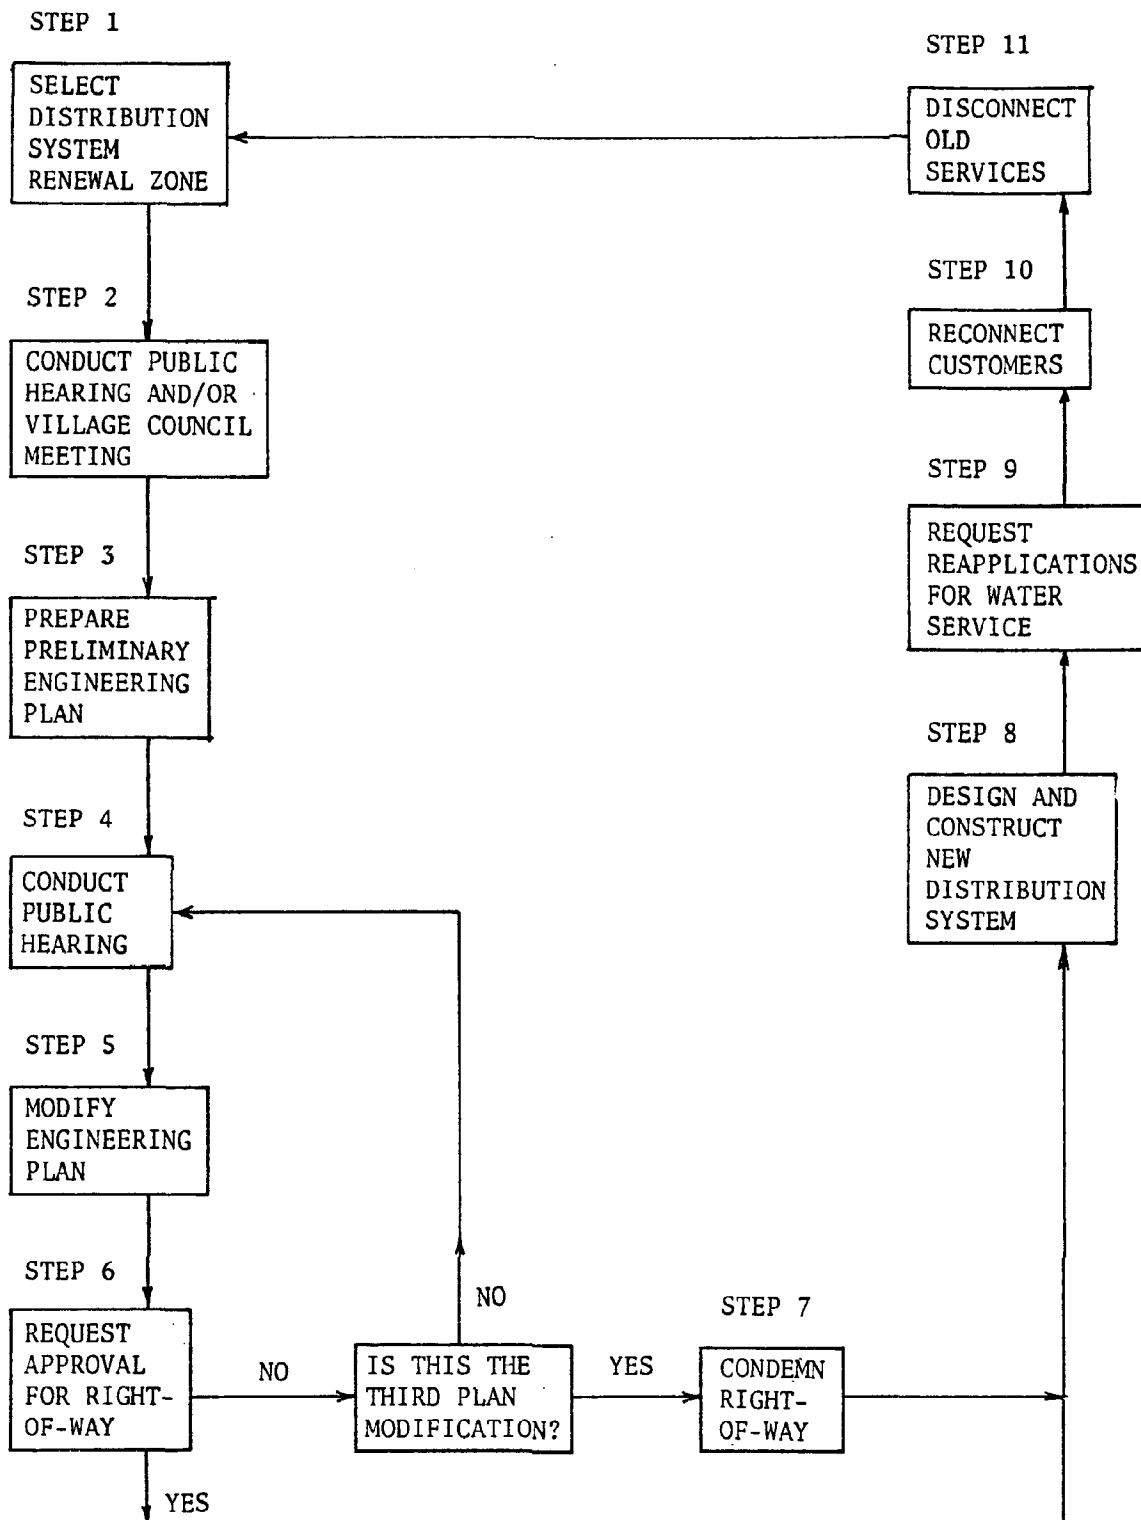 STEP 1
SELECT
DISTRIBUTION
SYSTEM
RENEWAL ZONE
STEP 2
CONDUCT PUBLIC
HEARING AND/OR
VILLAGE COUNCIL
MEETING
STEP 3
PREPARE
PRELIMINARY
ENGINEERING
PLAN
STEP 4
CONDUCT
PUBLIC
HEARING
STEP 5
MODIFY
ENGINEERING
PLAN
STEP 6
REQUEST
APPROVAL
FOR RIGHT-
OF-WAY
YES
NO
IS THIS THE
THIRD PLAN
MODIFICATION?
NO
YES
STEP 7
CONDEMN
RIGHT-
OF-WAY
STEP 8
DESIGN AND
CONSTRUCT
NEW
DISTRIBUTION
SYSTEM
STEP 9
REQUEST
REAPPLICATIONS
FOR WATER
SERVICE
STEP 10
RECONNECT
CUSTOMERS
STEP 11
DISCONNECT
OLD
SERVICES